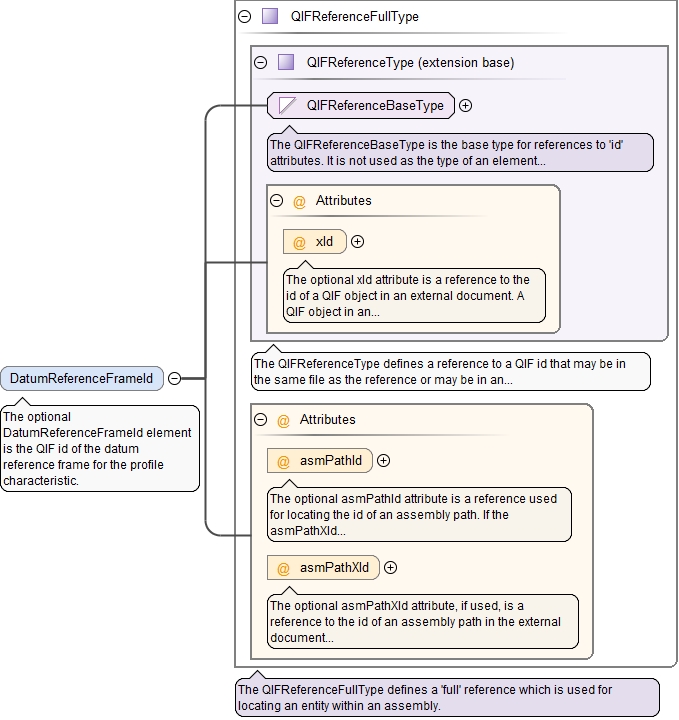 QIFReferenceFullType
QIFReferenceType (extension base)
QIFReferenceBaseType
The QIFReferenceBaseType is the base type for references to 'id'
attributes. It is not used as the type of an element...
@ Attributes
@ xId
The optional xId attribute is a reference to the
id of a QIF object in an external document. A
QIF object in an...
The QIFReferenceType defines a reference to a QIF id that may be in
the same file as the reference or may be in an...
DatumReferenceFrameId
The optional
DatumReferenceFrameId element
is the QIF id of the datum
reference frame for the profile
characteristic.
@ Attributes
@ asmPathId
The optional asmPathId attribute is a reference used
for locating the id of an assembly path. If the
asmPathXId...
@ asmPathXId
The optional asmPathXId attribute, if used, is a
reference to the id of an assembly path in the external
document...
The QIFReferenceFullType defines a 'full' reference which is used for
locating an entity within an assembly.